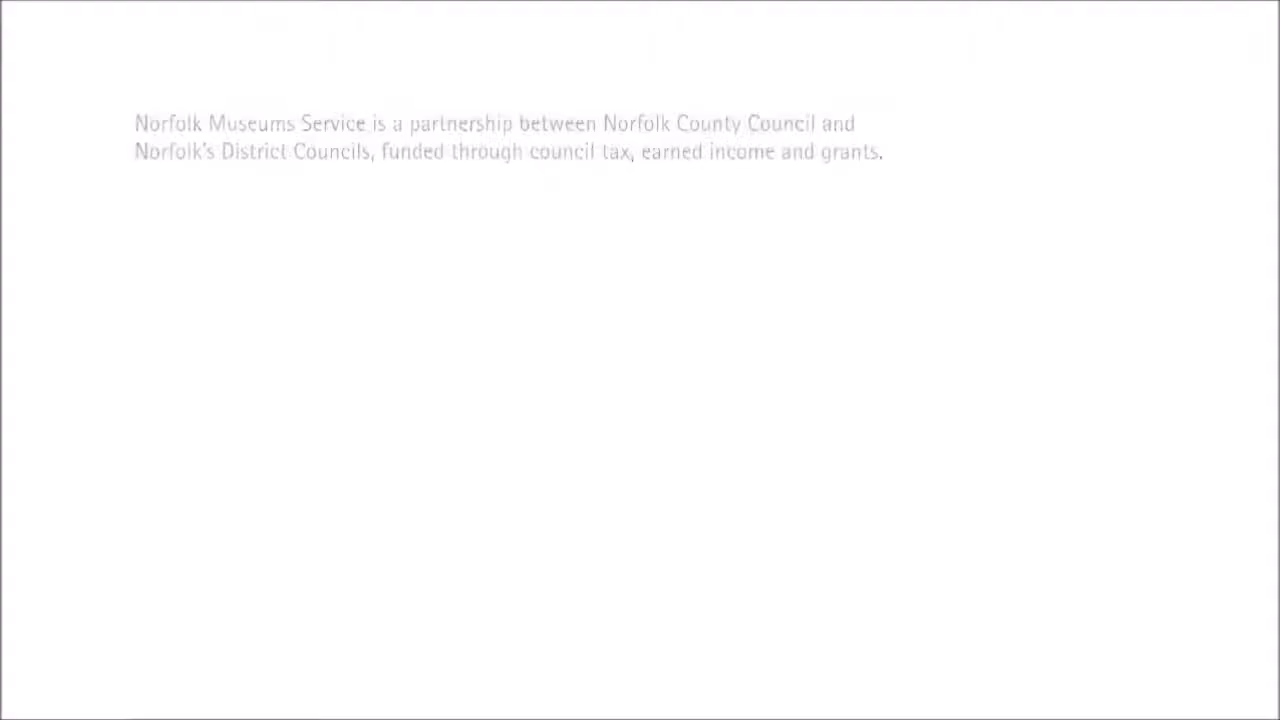 Norfolk Museums Service is a partnership between Norfolk County Council and
Norfolk's District Councils, funded through council tax, earned income and grants.